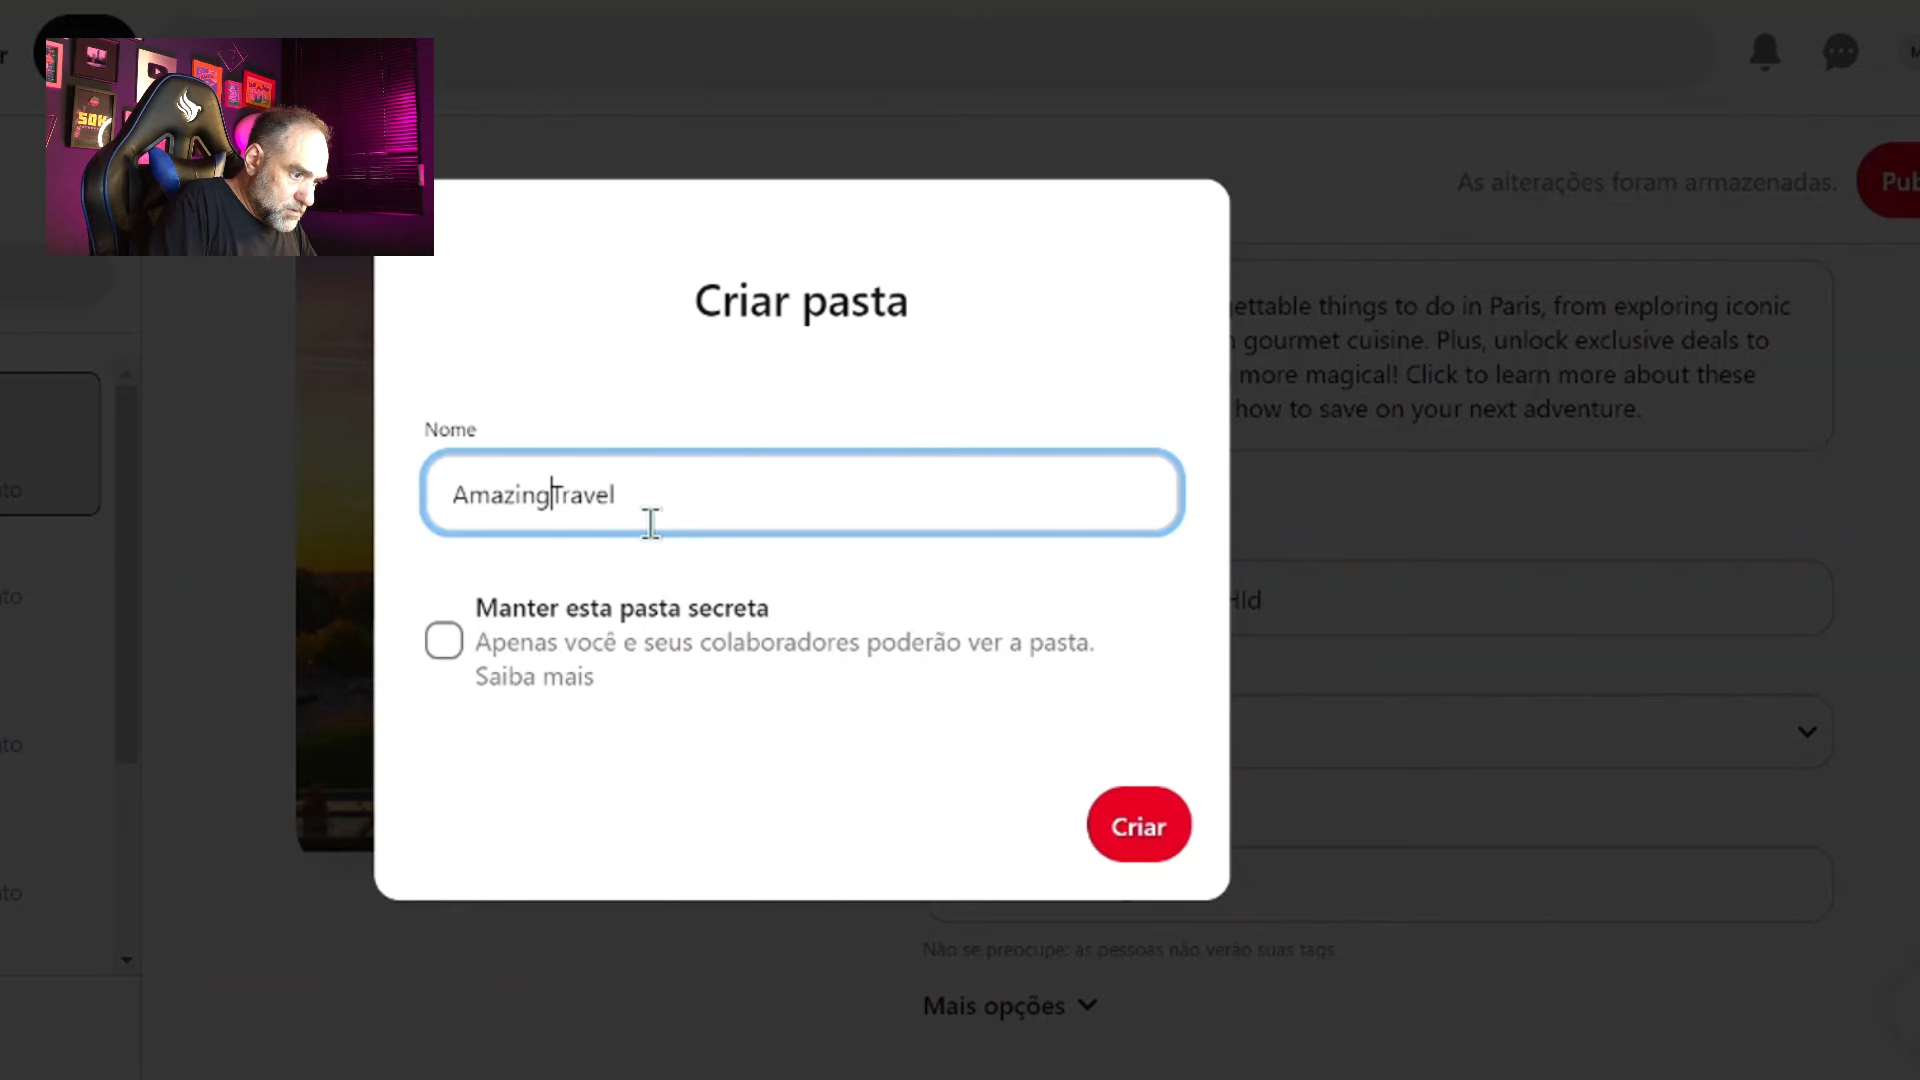 As alterações foram armazenadas.
Pub
Criar pasta
ettable things to do in Paris, from exploring iconic
gourmet cuisine. Plus, unlock exclusive deals to
more magical! Click to learn more about these
how to save on your next adventure.
Nome
AmazingTravel
Manter esta pasta secreta
Apenas você e seus colaboradores poderão ver a pasta.
Saiba mais
Criar
Não se preocupe: as pessoas não verão suas tags
Mais opções